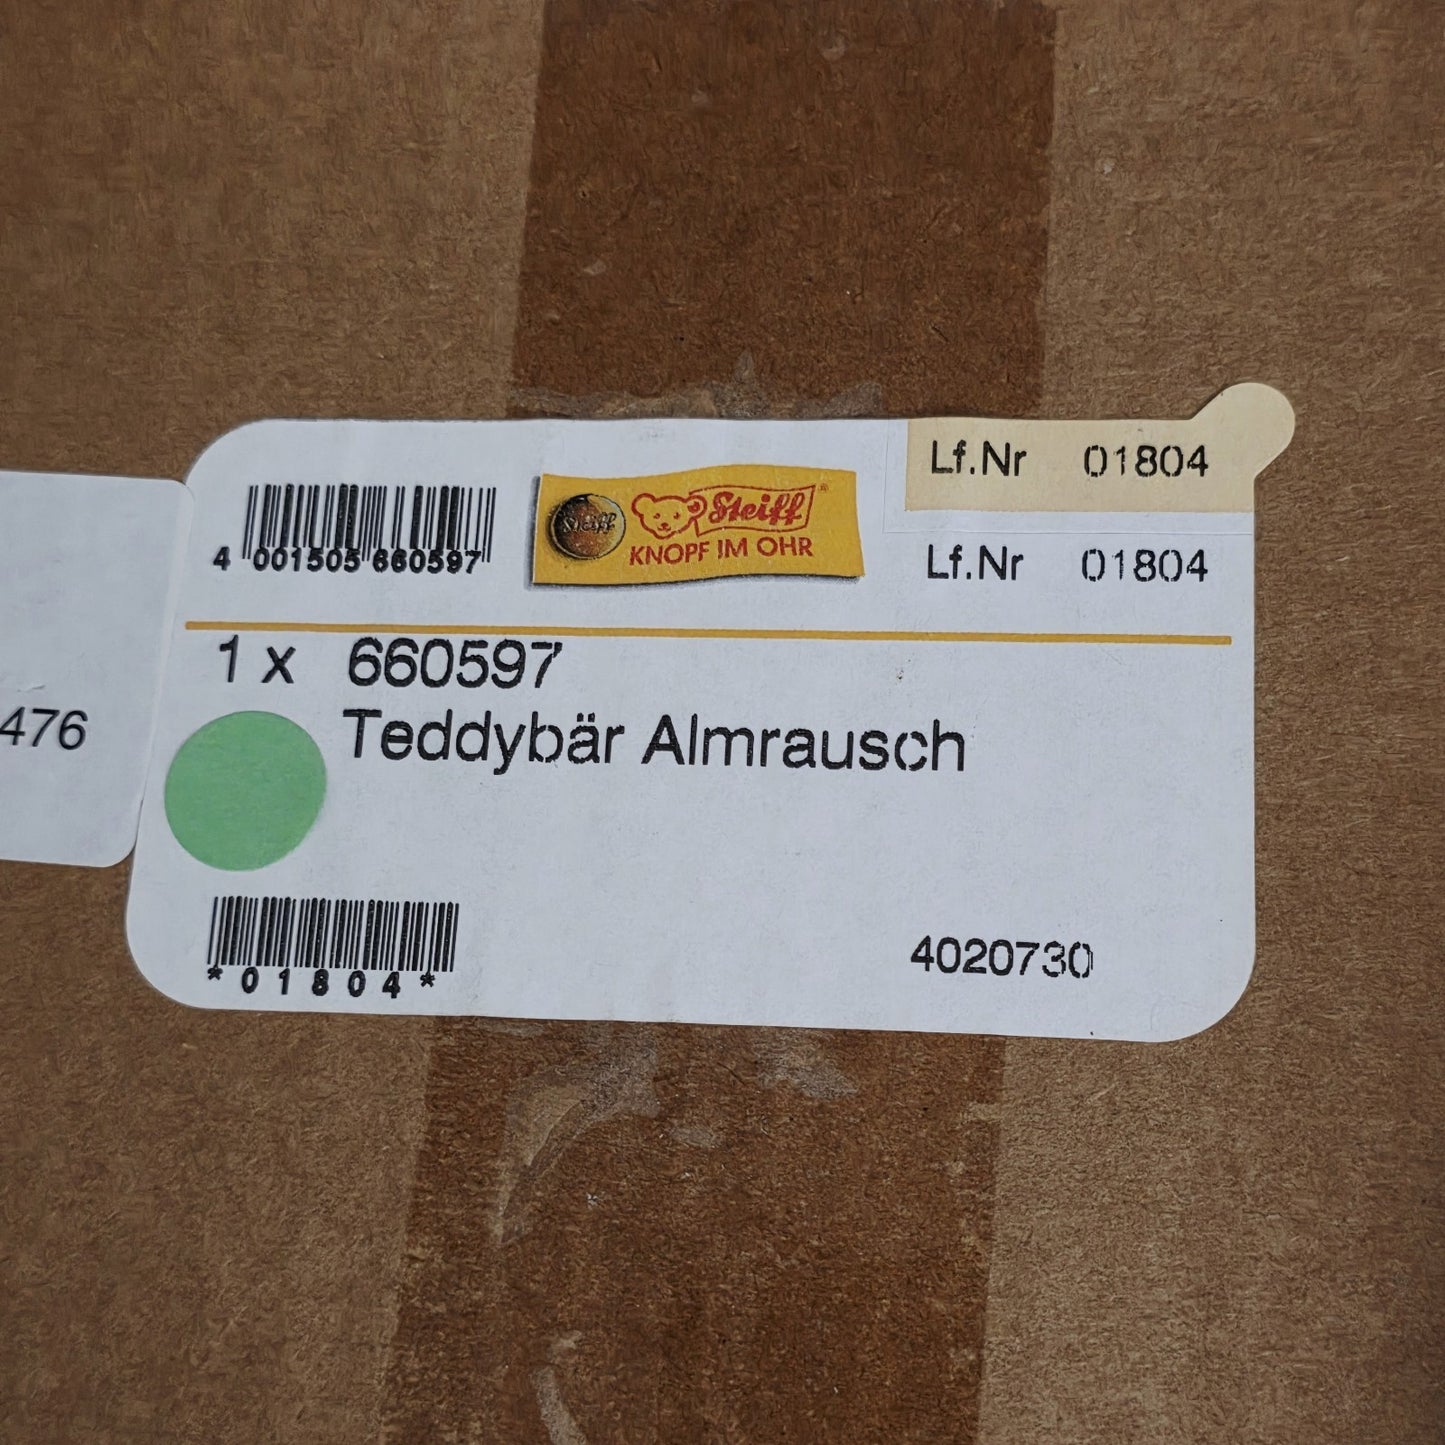 Lf.Nr 01804
4 001505 660597
Steiff
Steiff®
KNOPF IM OHR
Lf.Nr 01804
1 x 660597
Teddybär Almrausch
476
*01804*
4020730